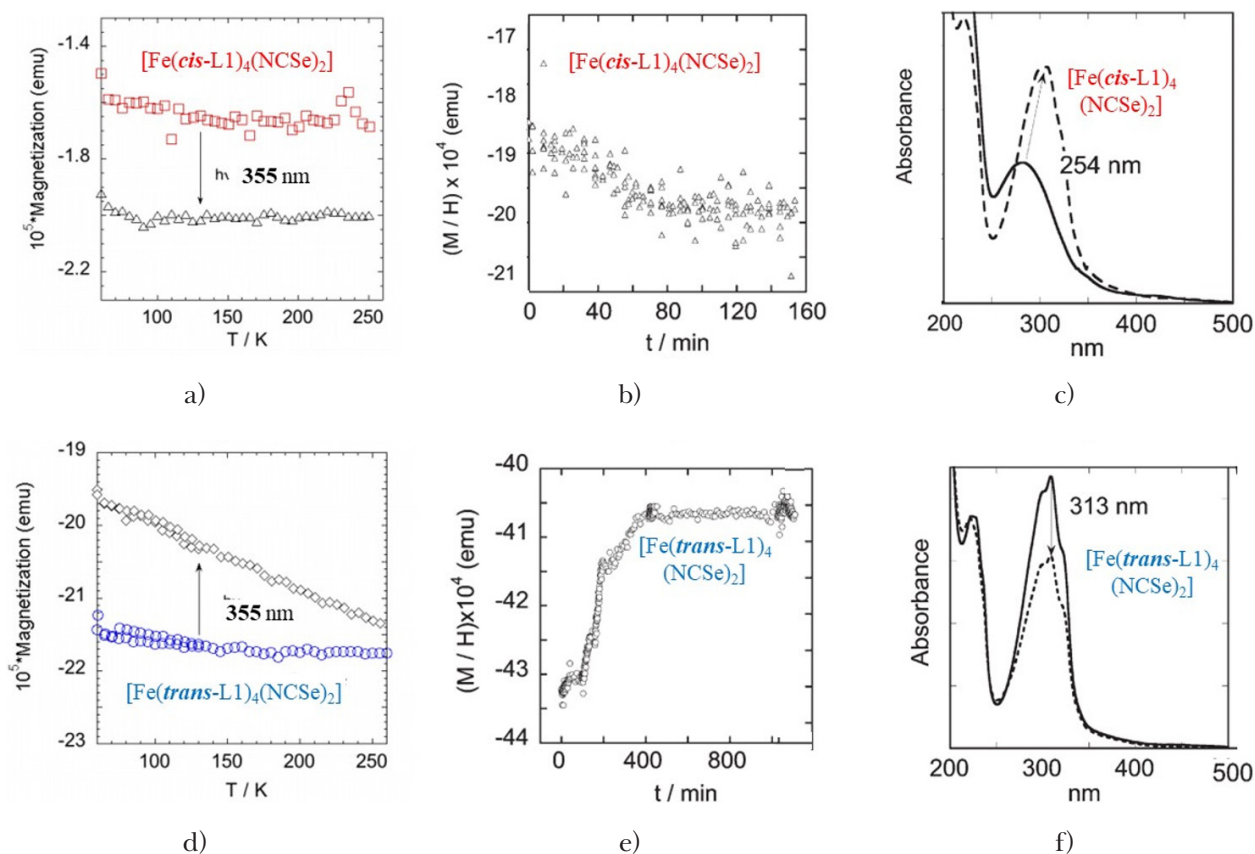 -1.4
-1.8
-2.2
10⁵*Magnetization (emu)
[Fe(cis-L1)₄(NCSe)₂]
hν 355 nm
100 150 200 250
T / K
a)
-17
-18
-19
-20
-21
(M / H) x 10⁴ (emu)
[Fe(cis-L1)₄(NCSe)₂]
0 40 80 120 160
t / min
b)
Absorbance
[Fe(cis-L1)₄
(NCSe)₂]
254 nm
200 300 400 500
nm
c)
-19
-20
-21
-22
-23
10⁵*Magnetization (emu)
355 nm
[Fe(trans-L1)₄(NCSe)₂]
100 150 200 250
T / K
d)
-40
-41
-42
-43
-44
(M / H)x10⁴ (emu)
[Fe(trans-L1)₄
(NCSe)₂]
0 400 800
t / min
e)
Absorbance
313 nm
[Fe(trans-L1)₄
(NCSe)₂]
200 300 400 500
nm
f)